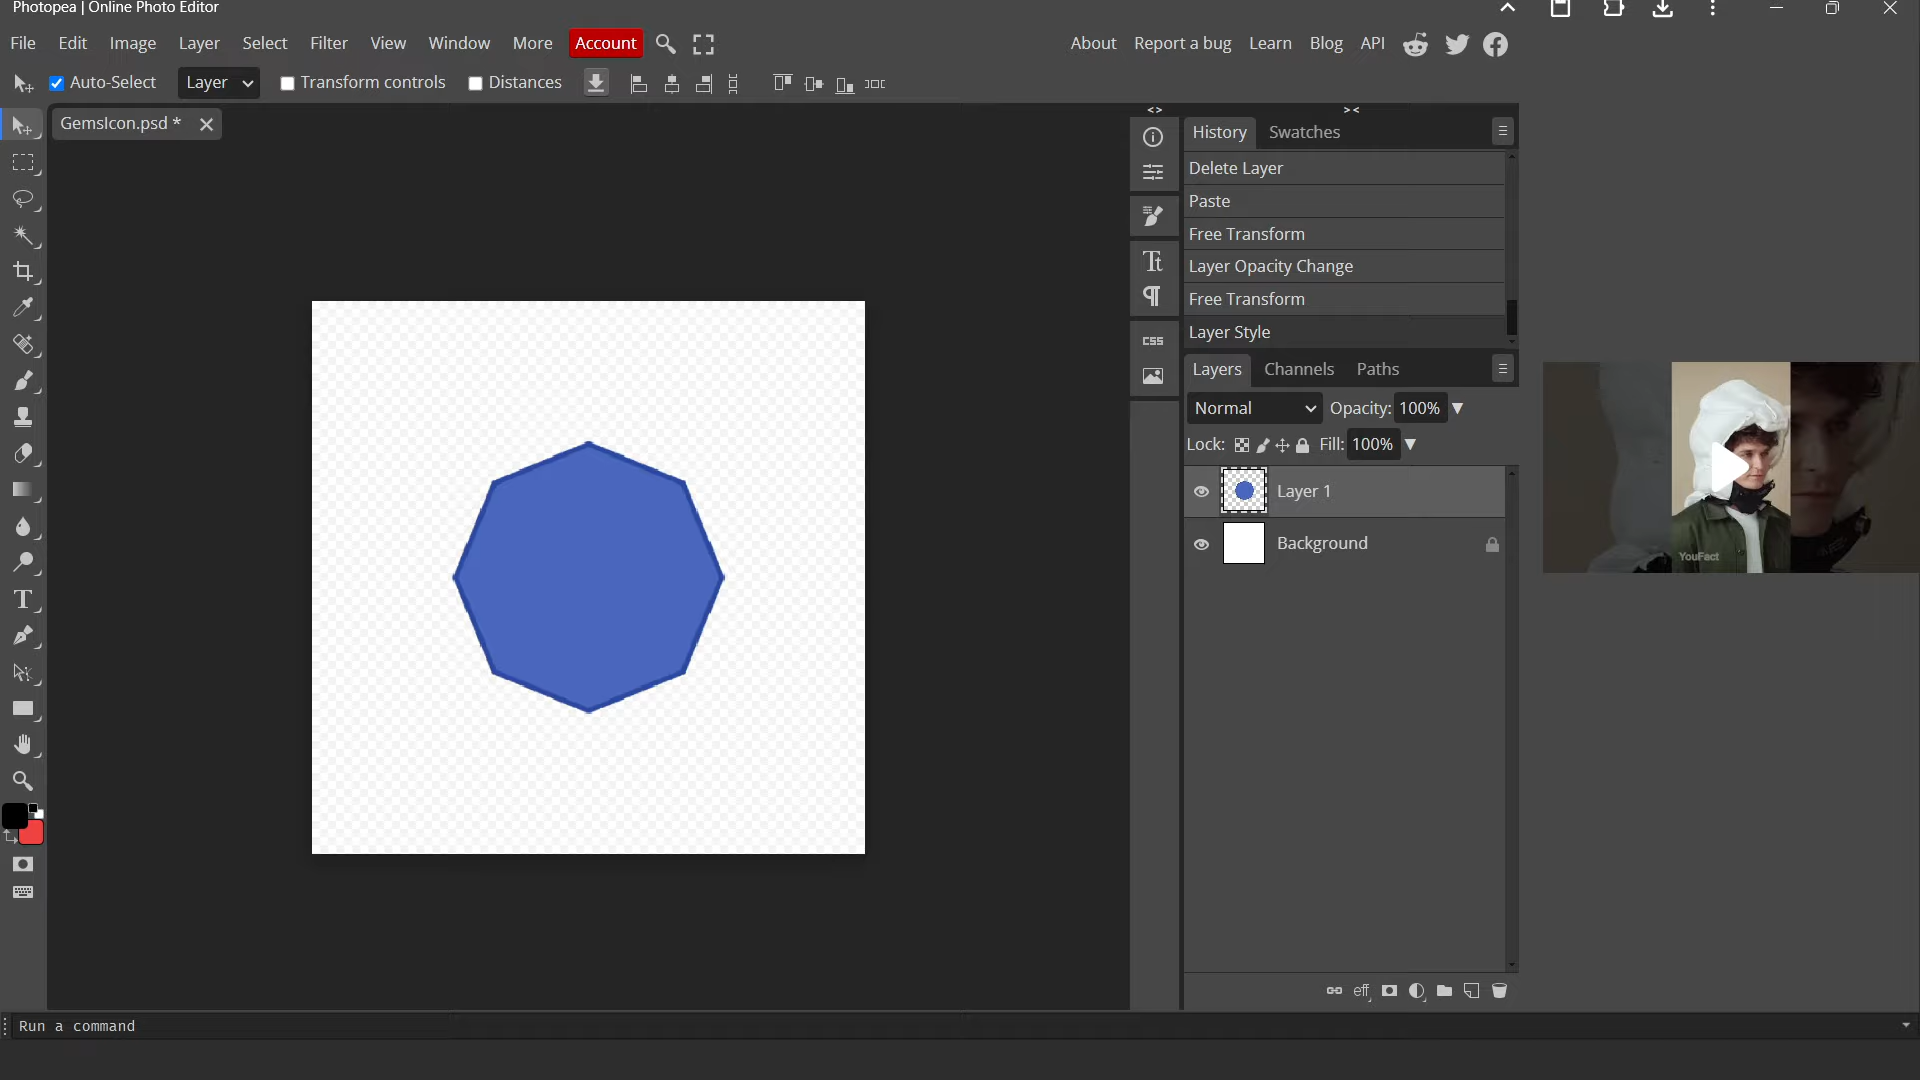 Photopea | Online Photo Editor
File Edit Image Layer Select Filter View Window More Account About Report a bug Learn Blog API
Auto-Select Layer Transform controls Distances
GemsIcon.psd *
History Swatches
Delete Layer
Paste
Free Transform
Layer Opacity Change
Free Transform
Layer Style
Layers Channels Paths
Normal Opacity: 100%
Lock: Fill: 100%
Layer 1
Background
Tt
CSS
T
YouFact
eff
Run a command